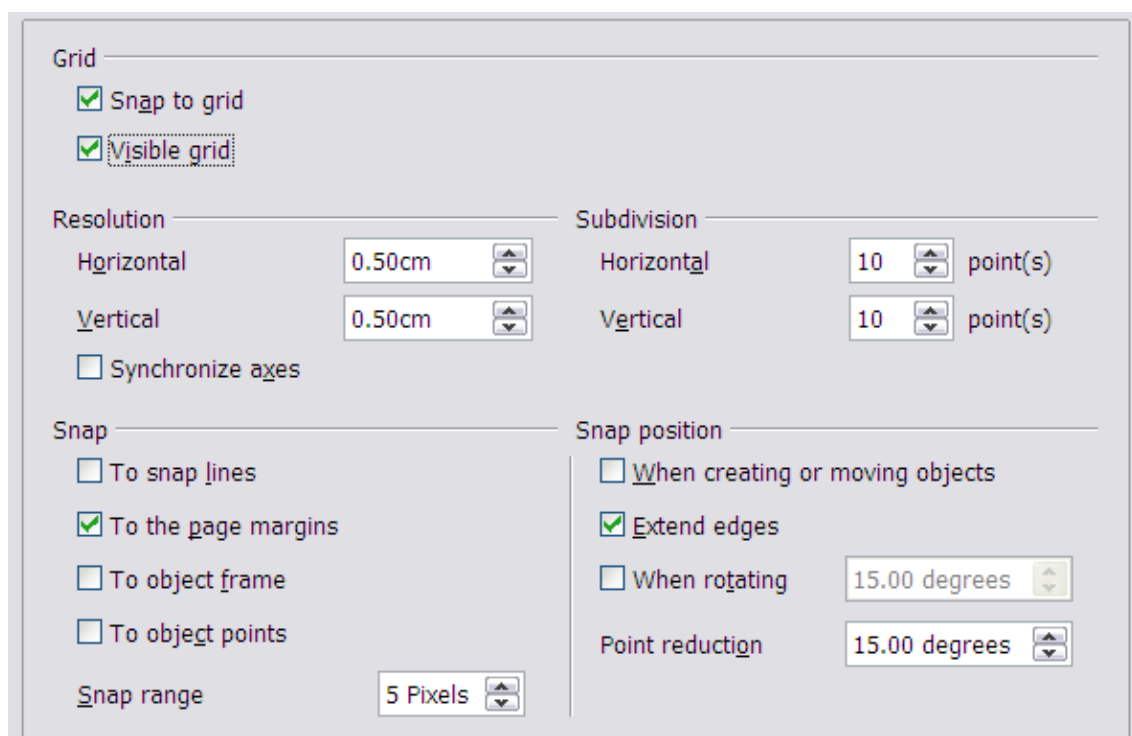 Grid
Snap to grid
Visible grid
Resolution
Horizontal 0.50cm
Vertical 0.50cm
Synchronize axes
Subdivision
Horizontal 10 point(s)
Vertical 10 point(s)
Snap
To snap lines
To the page margins
To object frame
To object points
Snap range 5 Pixels
Snap position
When creating or moving objects
Extend edges
When rotating 15.00 degrees
Point reduction 15.00 degrees